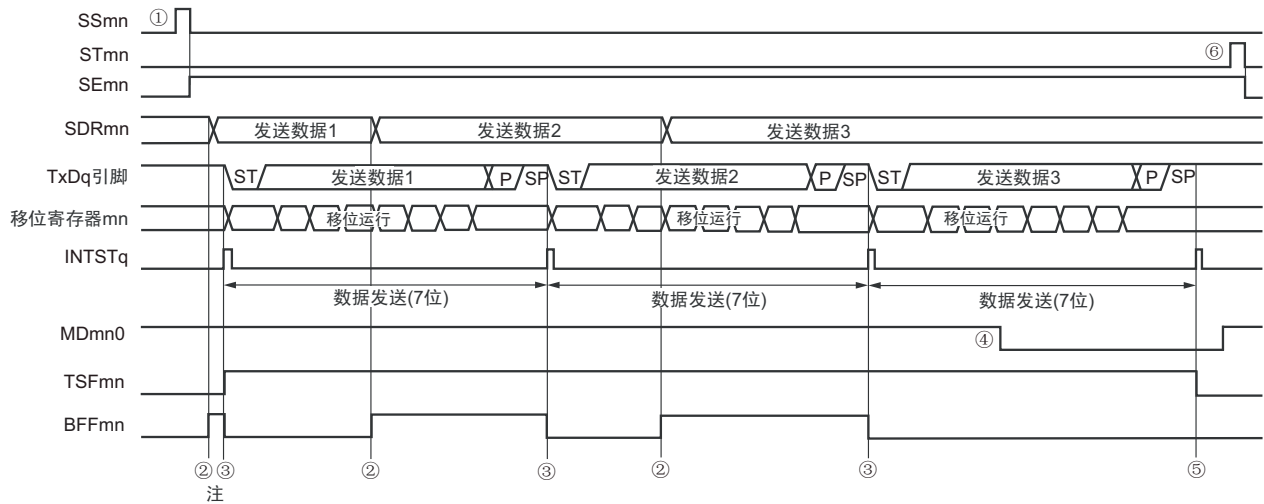 SSmn ①
STmn ⑥
SEmn
SDRmn 发送数据1 发送数据2 发送数据3
TxDq引脚 ST 发送数据1 P SP ST 发送数据2 P SP ST 发送数据3 P SP
移位寄存器mn 移位运行 移位运行 移位运行
INTSTq
数据发送(7位) 数据发送(7位) 数据发送(7位)
MDmn0 ④
TSFmn
BFFmn
② ③ ② ③ ② ③ ⑤
注